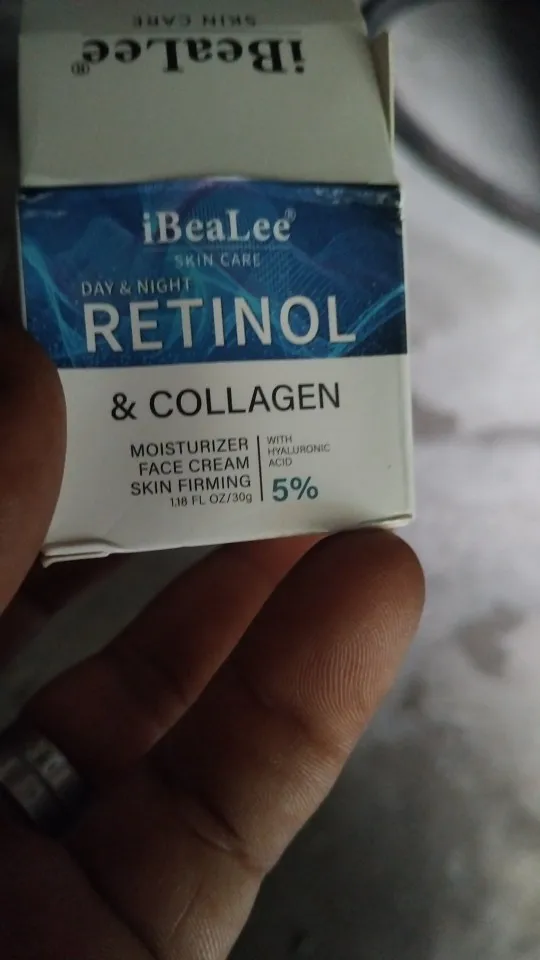 SKIN CARE
iBeaLee®
iBeaLee®
SKIN CARE
DAY & NIGHT
RETINOL
& COLLAGEN
MOISTURIZER
FACE CREAM
SKIN FIRMING
1.18 FL OZ/30g
WITH
HYALURONIC
ACID
5%